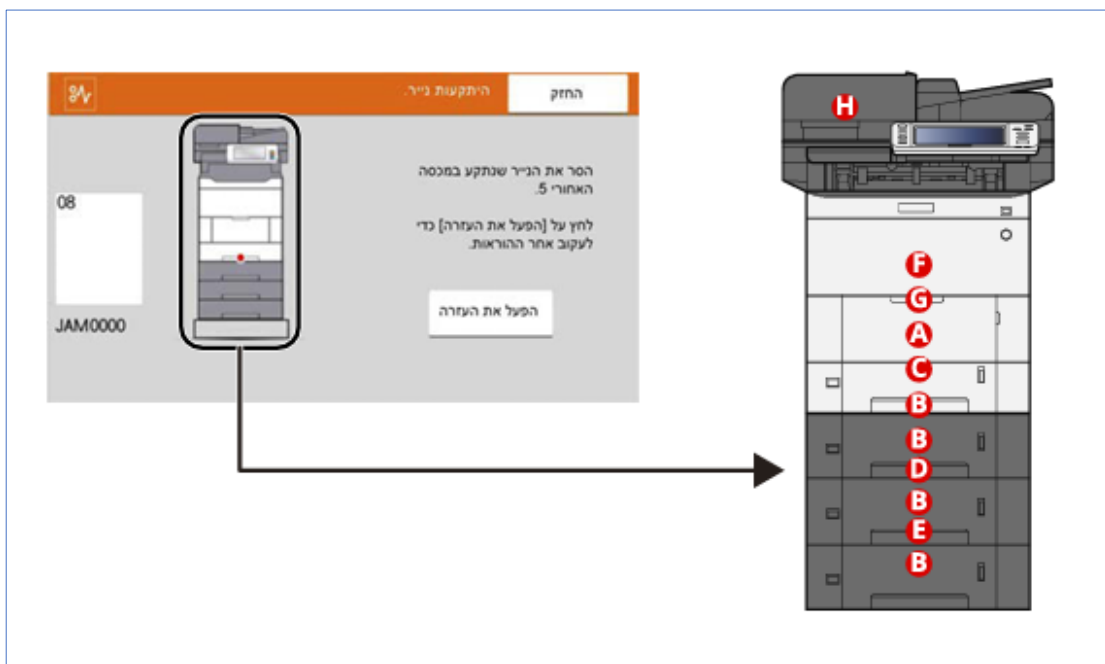 היתקעות נייר.
החזק
08
JAM0000
הסר את הנייר שנתקע במכסה
האחורי 5.
לחץ על [הפעל את העזרה] כדי
לעקוב אחר ההוראות.
הפעל את העזרה
H
F
G
A
C
B
B
D
B
E
B